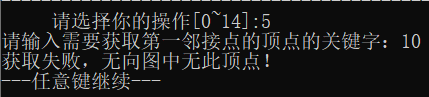 请选择你的操作[0~14]:5
请输入需要获取第一邻接点的顶点的关键字：10
获取失败，无向图中无此顶点！
---任意键继续---